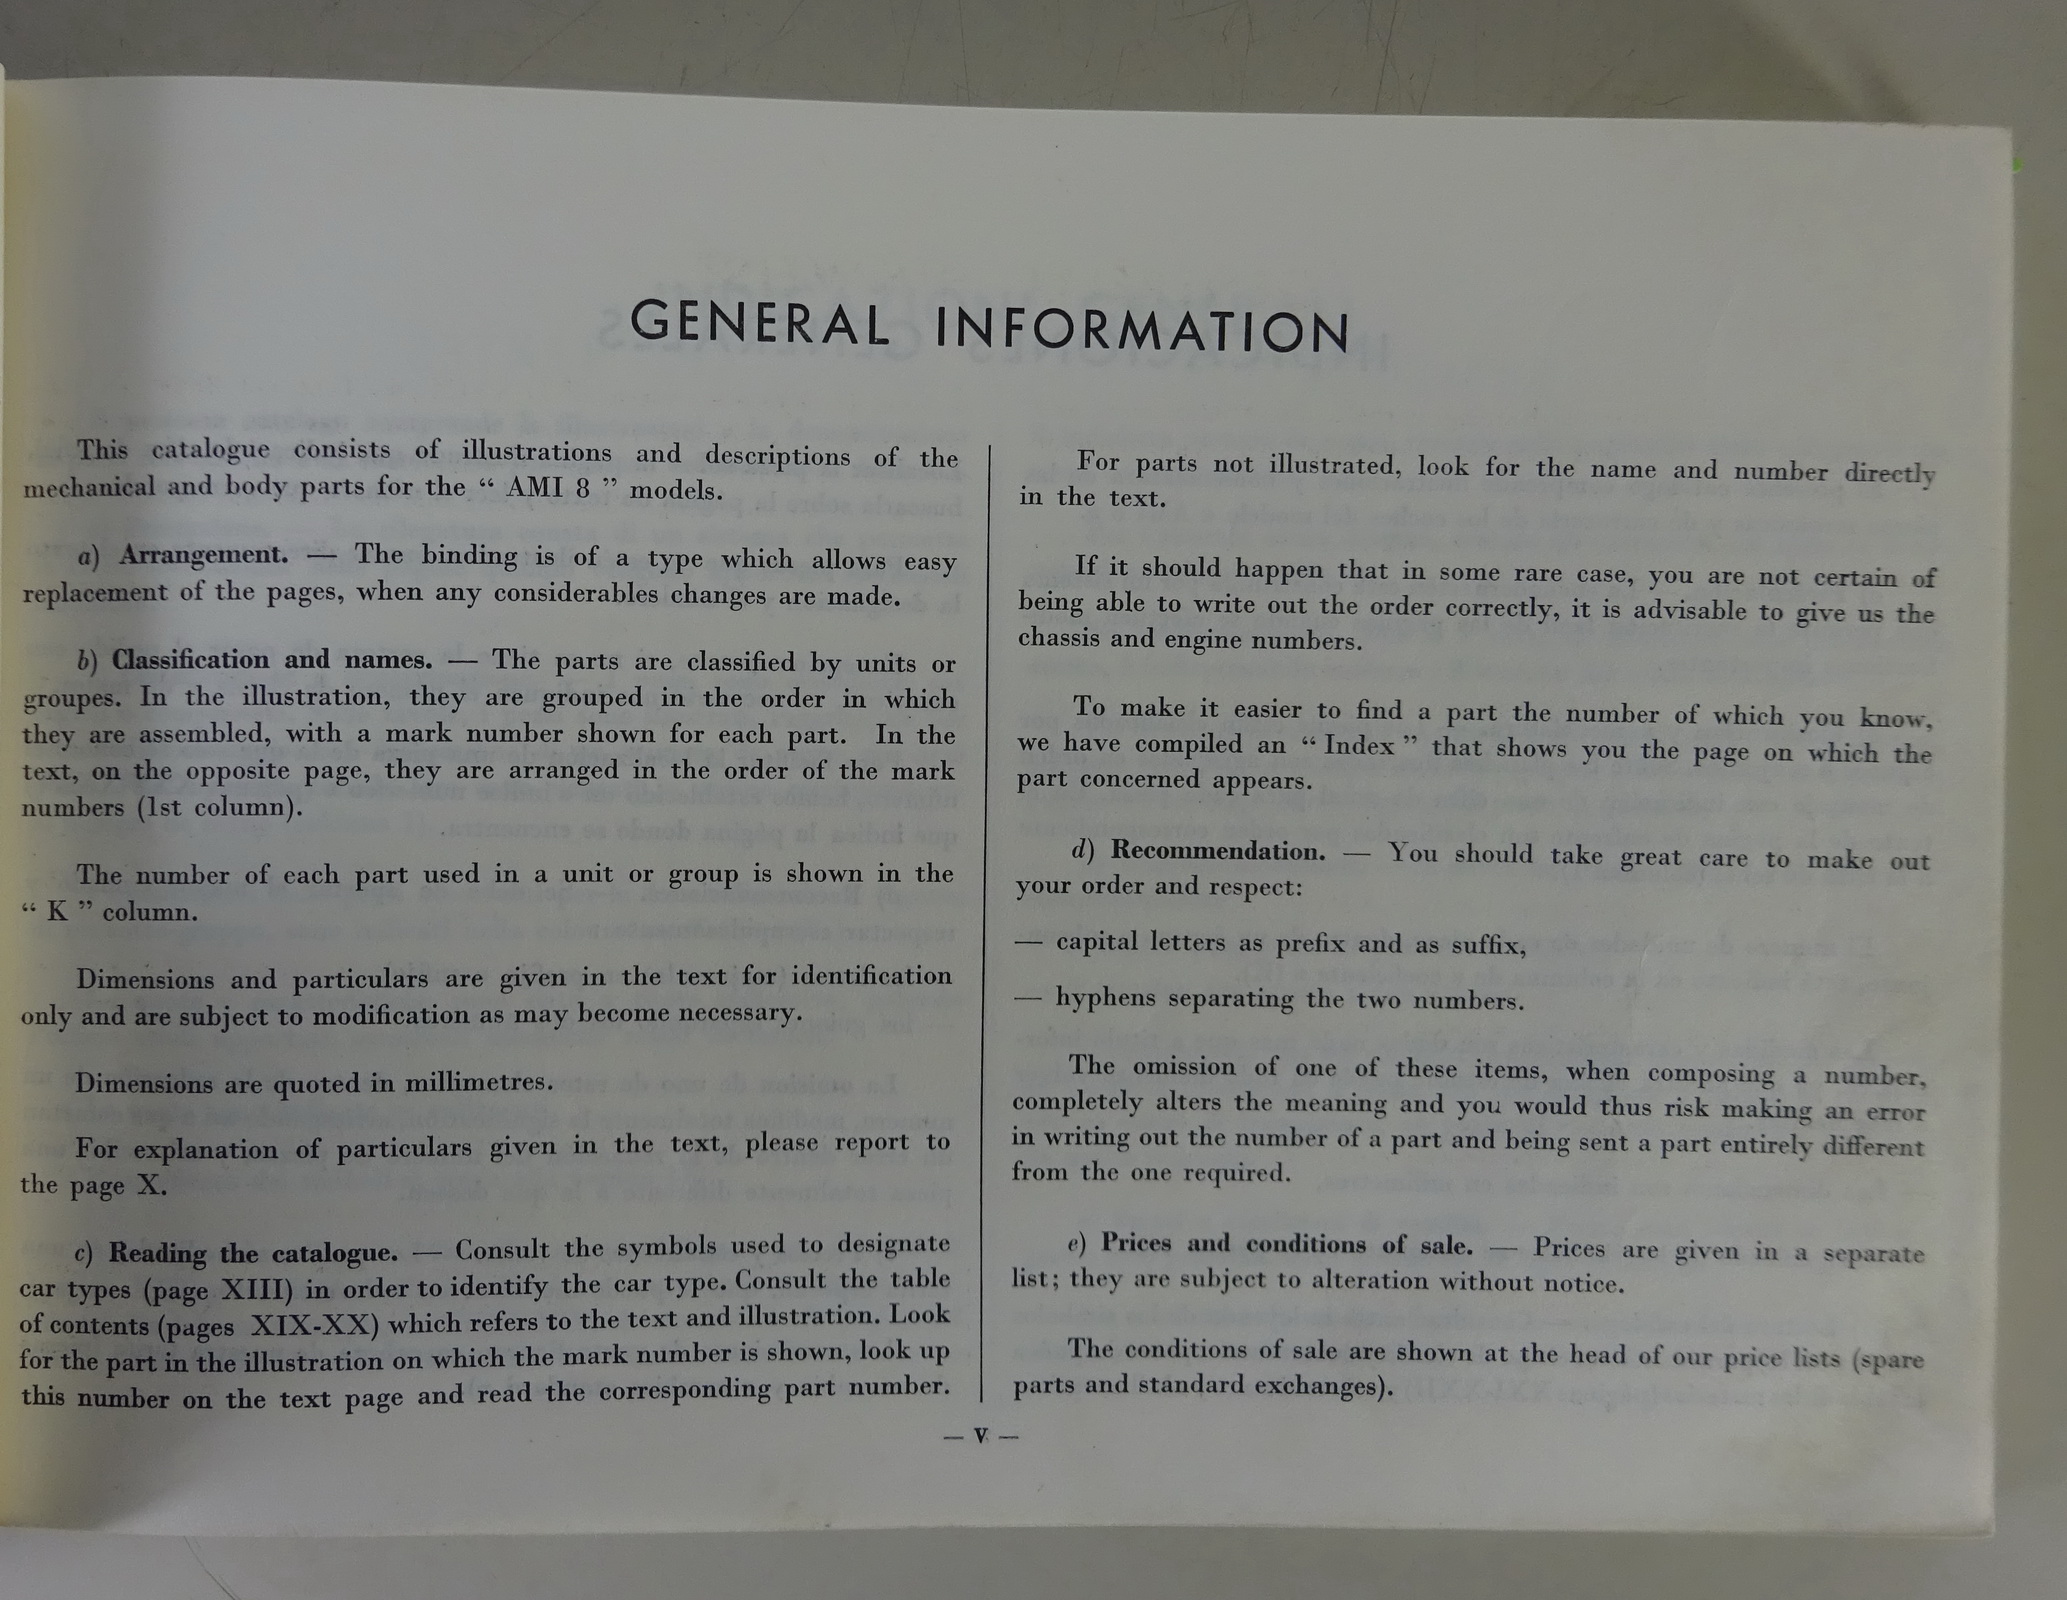 GENERAL INFORMATION
This catalogue consists of illustrations and descriptions of the
mechanical and body parts for the “ AMI 8 ” models.
a) Arrangement. — The binding is of a type which allows easy
replacement of the pages, when any considerables changes are made.
b) Classification and names. — The parts are classified by units or
groupes. In the illustration, they are grouped in the order in which
they are assembled, with a mark number shown for each part. In the
text, on the opposite page, they are arranged in the order of the mark
numbers (1st column).
The number of each part used in a unit or group is shown in the
“ K ” column.
Dimensions and particulars are given in the text for identification
only and are subject to modification as may become necessary.
Dimensions are quoted in millimetres.
For explanation of particulars given in the text, please report to
the page X.
c) Reading the catalogue. — Consult the symbols used to designate
car types (page XIII) in order to identify the car type. Consult the table
of contents (pages XIX-XX) which refers to the text and illustration. Look
for the part in the illustration on which the mark number is shown, look up
this number on the text page and read the corresponding part number.
For parts not illustrated, look for the name and number directly
in the text.
If it should happen that in some rare case, you are not certain of
being able to write out the order correctly, it is advisable to give us the
chassis and engine numbers.
To make it easier to find a part the number of which you know,
we have compiled an “ Index ” that shows you the page on which the
part concerned appears.
d) Recommendation. — You should take great care to make out
your order and respect:
— capital letters as prefix and as suffix,
— hyphens separating the two numbers.
The omission of one of these items, when composing a number,
completely alters the meaning and you would thus risk making an error
in writing out the number of a part and being sent a part entirely different
from the one required.
e) Prices and conditions of sale. — Prices are given in a separate
list; they are subject to alteration without notice.
The conditions of sale are shown at the head of our price lists (spare
parts and standard exchanges).
— V —